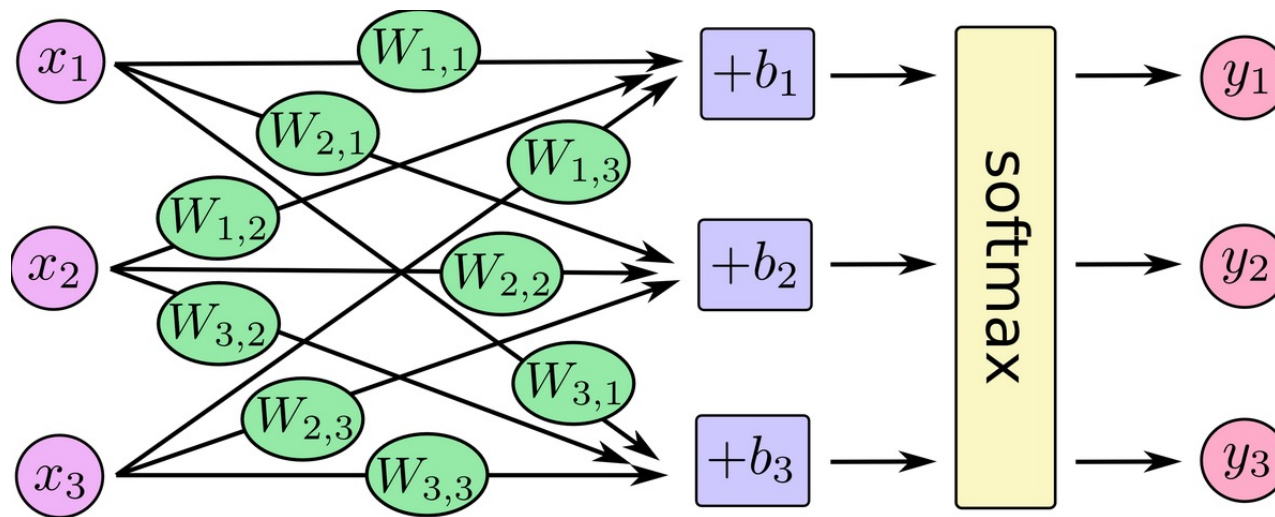 x₁ W₁,₁ +b₁ y₁
W₂,₁
W₁,₃
W₁,₂
x₂ W₂,₂ +b₂ softmax y₂
W₃,₂
W₃,₁
W₂,₃
x₃ W₃,₃ +b₃ y₃